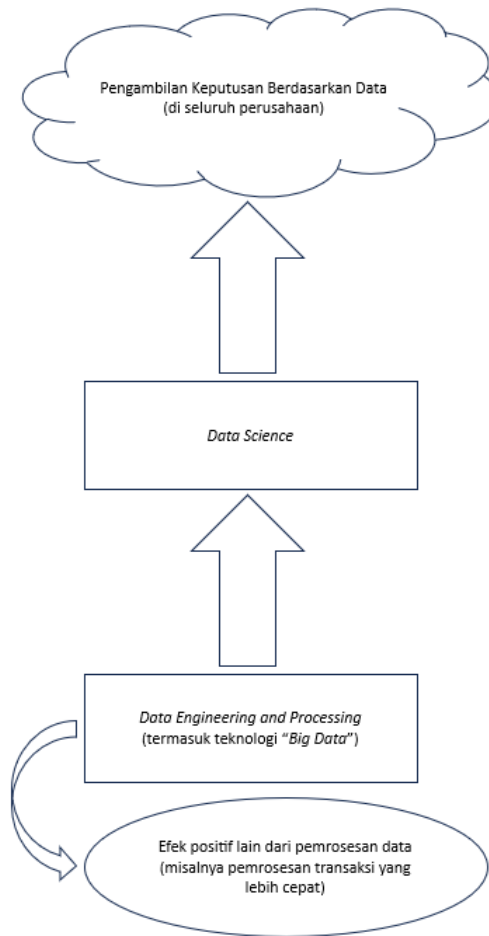 Pengambilan Keputusan Berdasarkan Data
(di seluruh perusahaan)
Data Science
Data Engineering and Processing
(termasuk teknologi “Big Data”)
Efek positif lain dari pemrosesan data
(misalnya pemrosesan transaksi yang
lebih cepat)